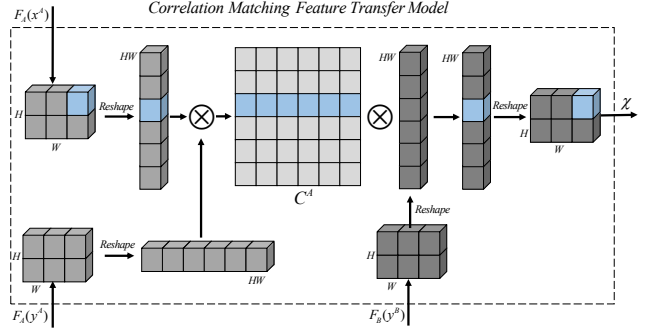 Correlation Matching Feature Transfer Model
F_A(x^A)
HW
HW
HW
H
Reshape
Reshape
H
χ
W
W
C^A
Reshape
Reshape
H
H
W
HW
W
F_A(y^A)
F_B(y^B)